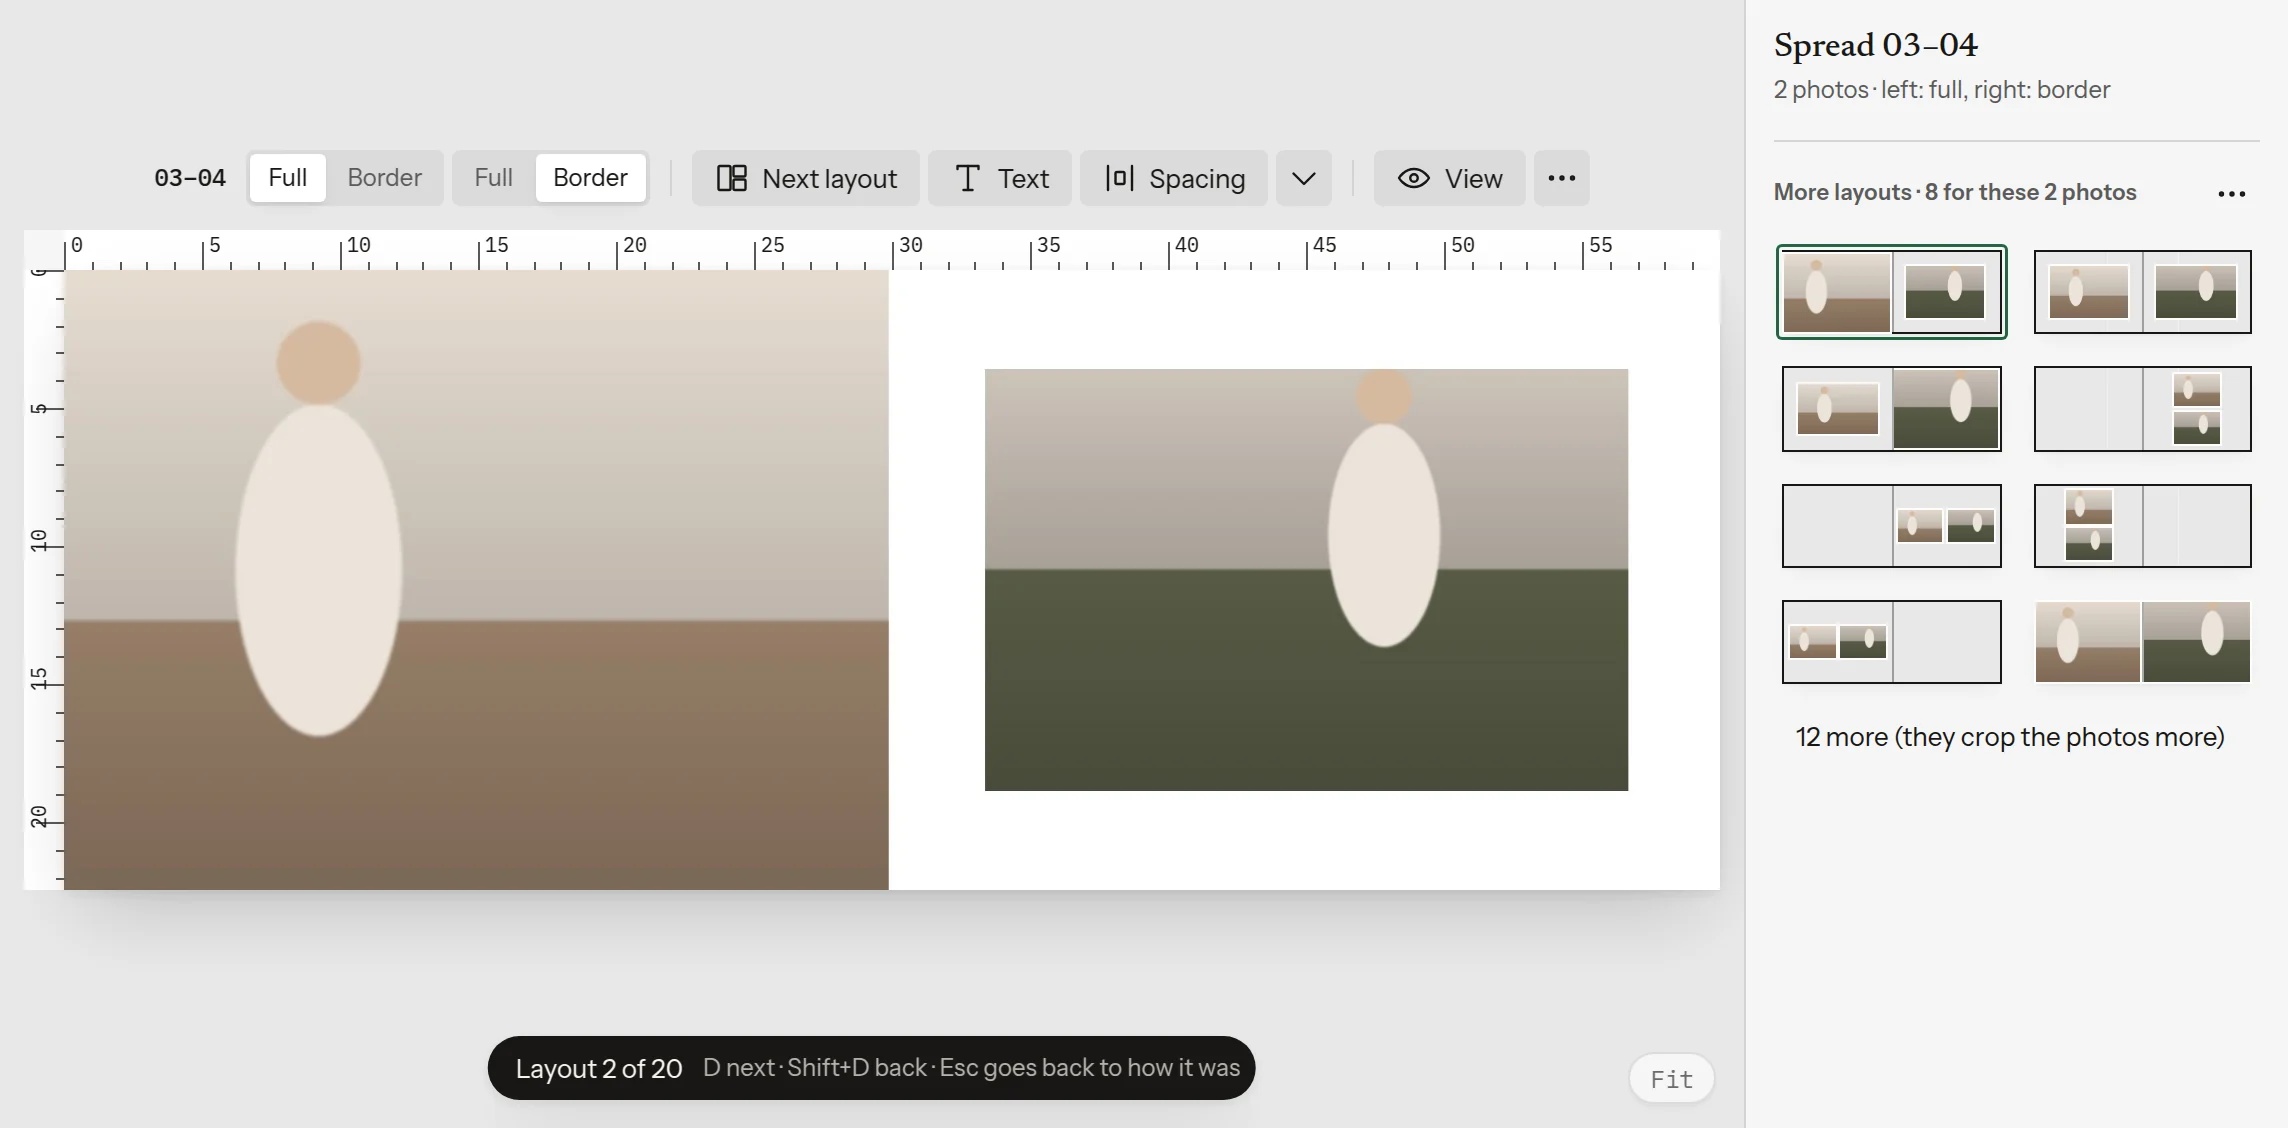 03–04 Full Border Full Border Next layout Text Spacing View
0 5 10 15 20 25 30 35 40 45 50 55
0
5
10
15
20
Layout 2 of 20 D next · Shift+D back · Esc goes back to how it was
Fit
Spread 03–04
2 photos · left: full, right: border
More layouts · 8 for these 2 photos
12 more (they crop the photos more)